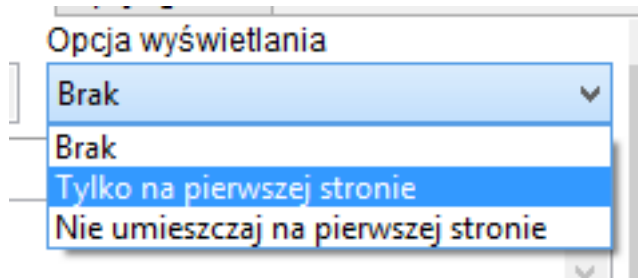 Opcja wyświetlania
Brak
Brak
Tylko na pierwszej stronie
Nie umieszczaj na pierwszej stronie